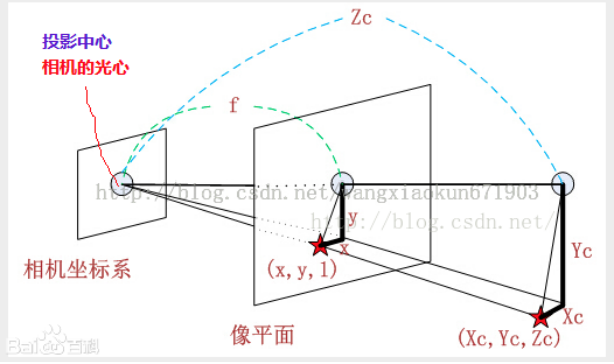 Zc
投影中心
相机的光心
f
http://blog.csdn.net/wangxiaokun671903
http://blog.csdn.net/
y
x
(x,y,1)
Yc
相机坐标系
像平面
Xc
(Xc,Yc,Zc)
Bai百科